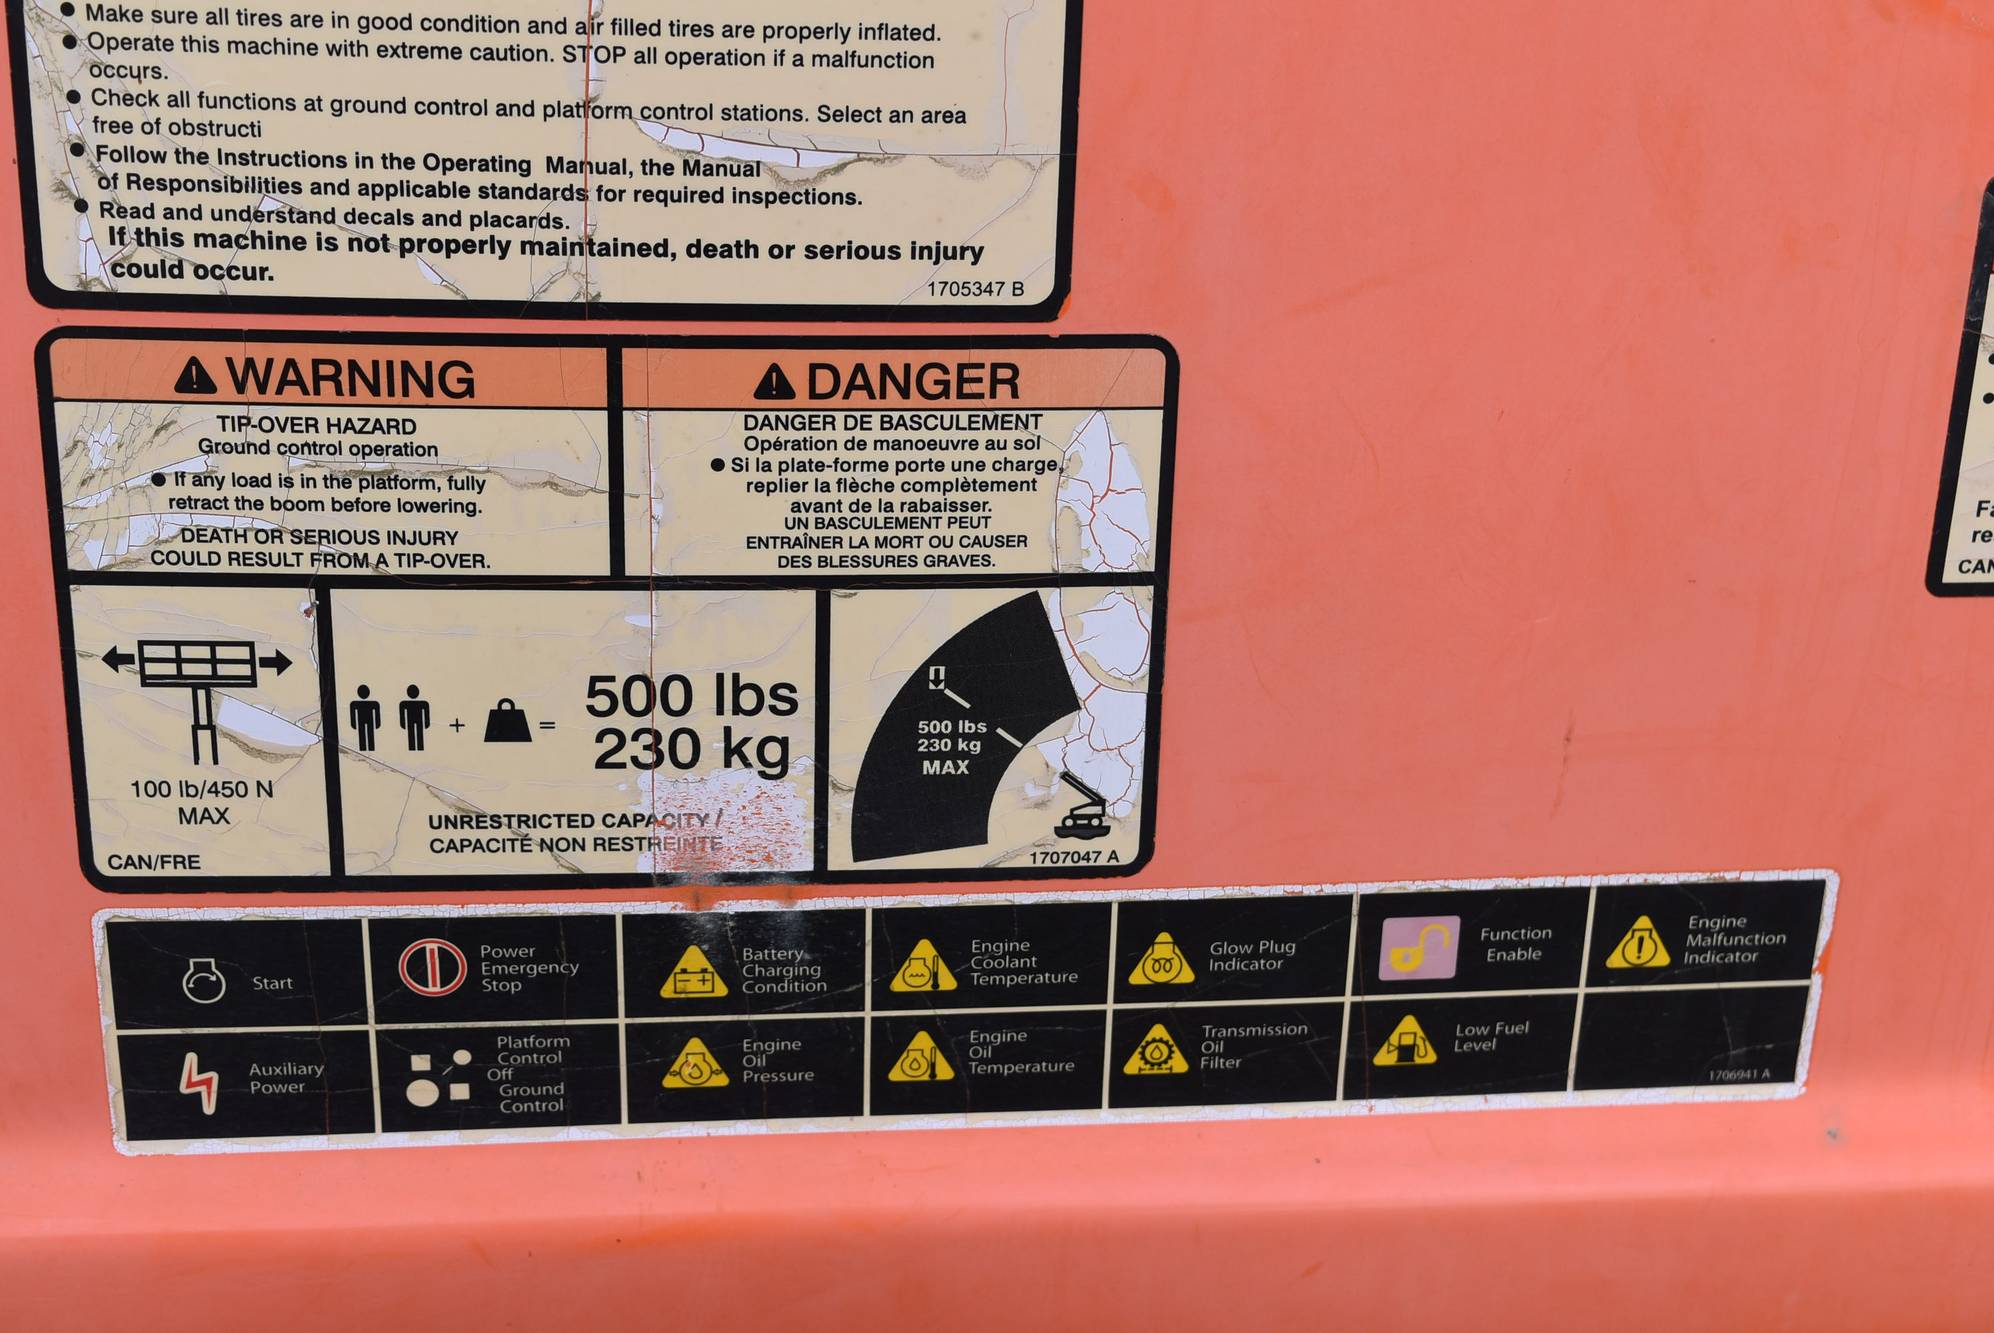 ● Make sure all tires are in good condition and air filled tires are properly inflated.
● Operate this machine with extreme caution. STOP all operation if a malfunction
occurs.
● Check all functions at ground control and platform control stations. Select an area
free of obstructi
● Follow the Instructions in the Operating Manual, the Manual
of Responsibilities and applicable standards for required inspections.
● Read and understand decals and placards.
If this machine is not properly maintained, death or serious injury
could occur.
1705347 B
WARNING
TIP-OVER HAZARD
Ground control operation
● If any load is in the platform, fully
retract the boom before lowering.
DEATH OR SERIOUS INJURY
COULD RESULT FROM A TIP-OVER.
DANGER
DANGER DE BASCULEMENT
Opération de manoeuvre au sol
● Si la plate-forme porte une charge,
replier la flèche complètement
avant de la rabaisser.
UN BASCULEMENT PEUT
ENTRAÎNER LA MORT OU CAUSER
DES BLESSURES GRAVES.
100 lb/450 N
MAX
CAN/FRE
+ =
500 lbs
230 kg
UNRESTRICTED CAPACITY /
CAPACITÉ NON RESTREINTE
500 lbs
230 kg
MAX
1707047 A
Start
Power
Emergency
Stop
Battery
Charging
Condition
Engine
Coolant
Temperature
Glow Plug
Indicator
Function
Enable
Engine
Malfunction
Indicator
Auxiliary
Power
Platform
Control
Off
Ground
Control
Engine
Oil
Pressure
Engine
Oil
Temperature
Transmission
Oil
Filter
Low Fuel
Level
1706941 A
Fa
re
CAN